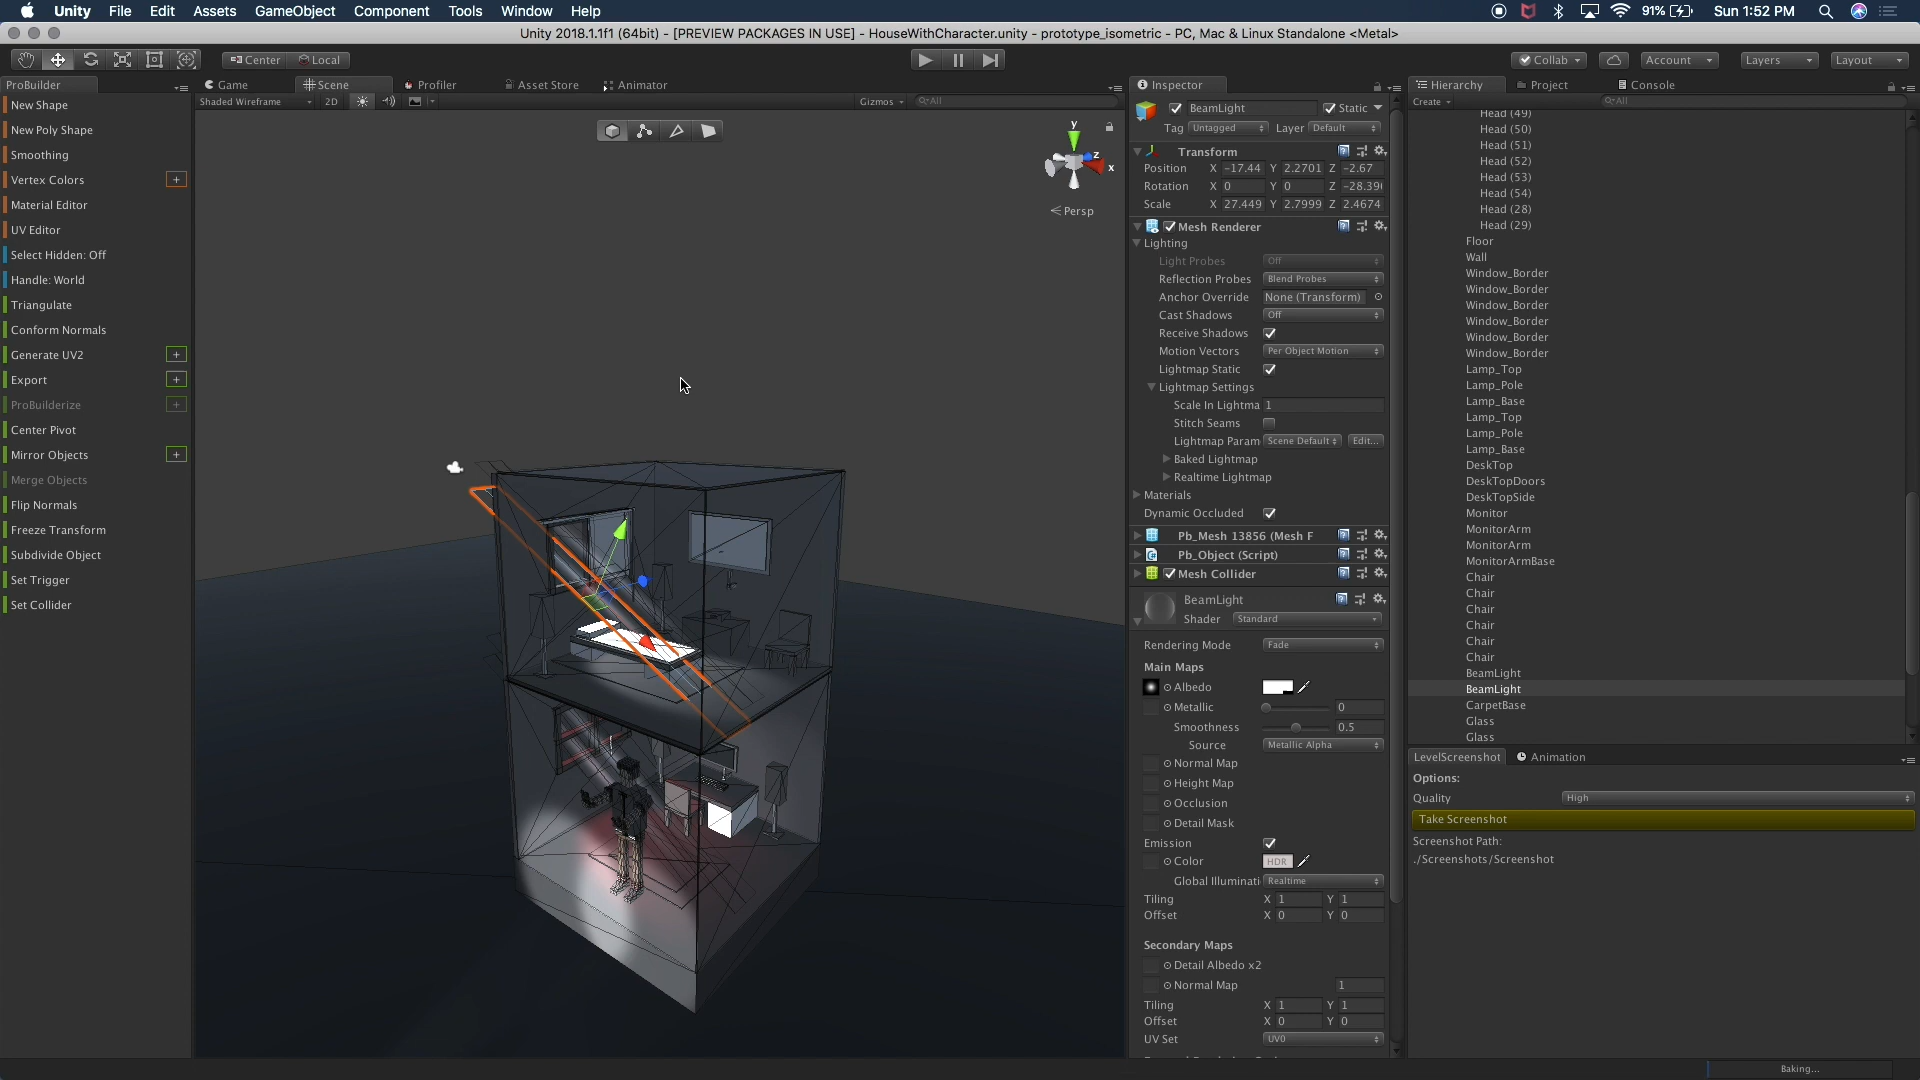 Unity File Edit Assets GameObject Component Tools Window Help 91% Sun 1:52 PM
Unity 2018.1.1f1 (64bit) - [PREVIEW PACKAGES IN USE] - HouseWithCharacter.unity - prototype_isometric - PC, Mac & Linux Standalone <Metal>
Center Local Collab Account Layers Layout
ProBuilder
New Shape
New Poly Shape
Smoothing
Vertex Colors +
Material Editor
UV Editor
Select Hidden: Off
Handle: World
Triangulate
Conform Normals
Generate UV2 +
Export +
ProBuilderize +
Center Pivot
Mirror Objects +
Merge Objects
Flip Normals
Freeze Transform
Subdivide Object
Set Trigger
Set Collider
Game Scene Profiler Asset Store Animator
Shaded Wireframe 2D Gizmos All
y
z
x
Persp
Inspector
BeamLight Static
Tag Untagged Layer Default
Transform
Position X -17.44 Y 2.2701 Z -2.67
Rotation X 0 Y 0 Z -28.39
Scale X 27.449 Y 2.7999 Z 2.4674
Mesh Renderer
Lighting
Light Probes Off
Reflection Probes Blend Probes
Anchor Override None (Transform)
Cast Shadows Off
Receive Shadows
Motion Vectors Per Object Motion
Lightmap Static
Lightmap Settings
Scale In Lightma 1
Stitch Seams
Lightmap Param Scene Default Edit...
Baked Lightmap
Realtime Lightmap
Materials
Dynamic Occluded
Pb_Mesh 13856 (Mesh F
Pb_Object (Script)
Mesh Collider
BeamLight
Shader Standard
Rendering Mode Fade
Main Maps
Albedo
Metallic 0
Smoothness 0.5
Source Metallic Alpha
Normal Map
Height Map
Occlusion
Detail Mask
Emission
Color HDR
Global Illuminati Realtime
Tiling X 1 Y 1
Offset X 0 Y 0
Secondary Maps
Detail Albedo x2
Normal Map 1
Tiling X 1 Y 1
Offset X 0 Y 0
UV Set UV0
Hierarchy Project Console
Create All
Head (49)
Head (50)
Head (51)
Head (52)
Head (53)
Head (54)
Head (28)
Head (29)
Floor
Wall
Window_Border
Window_Border
Window_Border
Window_Border
Window_Border
Window_Border
Lamp_Top
Lamp_Pole
Lamp_Base
Lamp_Top
Lamp_Pole
Lamp_Base
DeskTop
DeskTopDoors
DeskTopSide
Monitor
MonitorArm
MonitorArm
MonitorArmBase
Chair
Chair
Chair
Chair
Chair
Chair
BeamLight
BeamLight
CarpetBase
Glass
Glass
LevelScreenshot Animation
Options:
Quality High
Take Screenshot
Screenshot Path:
./Screenshots/Screenshot
Baking...